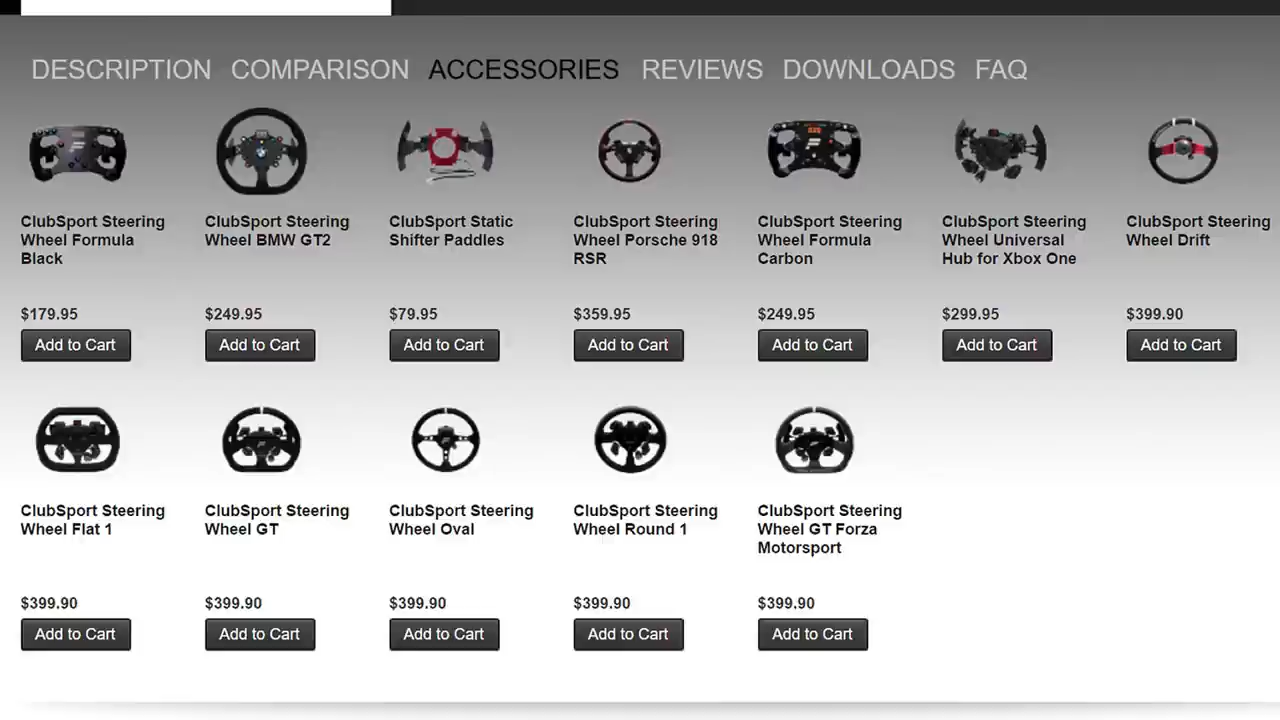 DESCRIPTION COMPARISON ACCESSORIES REVIEWS DOWNLOADS FAQ
ClubSport Steering
Wheel Formula
Black
$179.95
Add to Cart
ClubSport Steering
Wheel BMW GT2
$249.95
Add to Cart
ClubSport Static
Shifter Paddles
$79.95
Add to Cart
ClubSport Steering
Wheel Porsche 918
RSR
$359.95
Add to Cart
ClubSport Steering
Wheel Formula
Carbon
$249.95
Add to Cart
ClubSport Steering
Wheel Universal
Hub for Xbox One
$299.95
Add to Cart
ClubSport Steering
Wheel Drift
$399.90
Add to Cart
ClubSport Steering
Wheel Flat 1
$399.90
Add to Cart
ClubSport Steering
Wheel GT
$399.90
Add to Cart
ClubSport Steering
Wheel Oval
$399.90
Add to Cart
ClubSport Steering
Wheel Round 1
$399.90
Add to Cart
ClubSport Steering
Wheel GT Forza
Motorsport
$399.90
Add to Cart